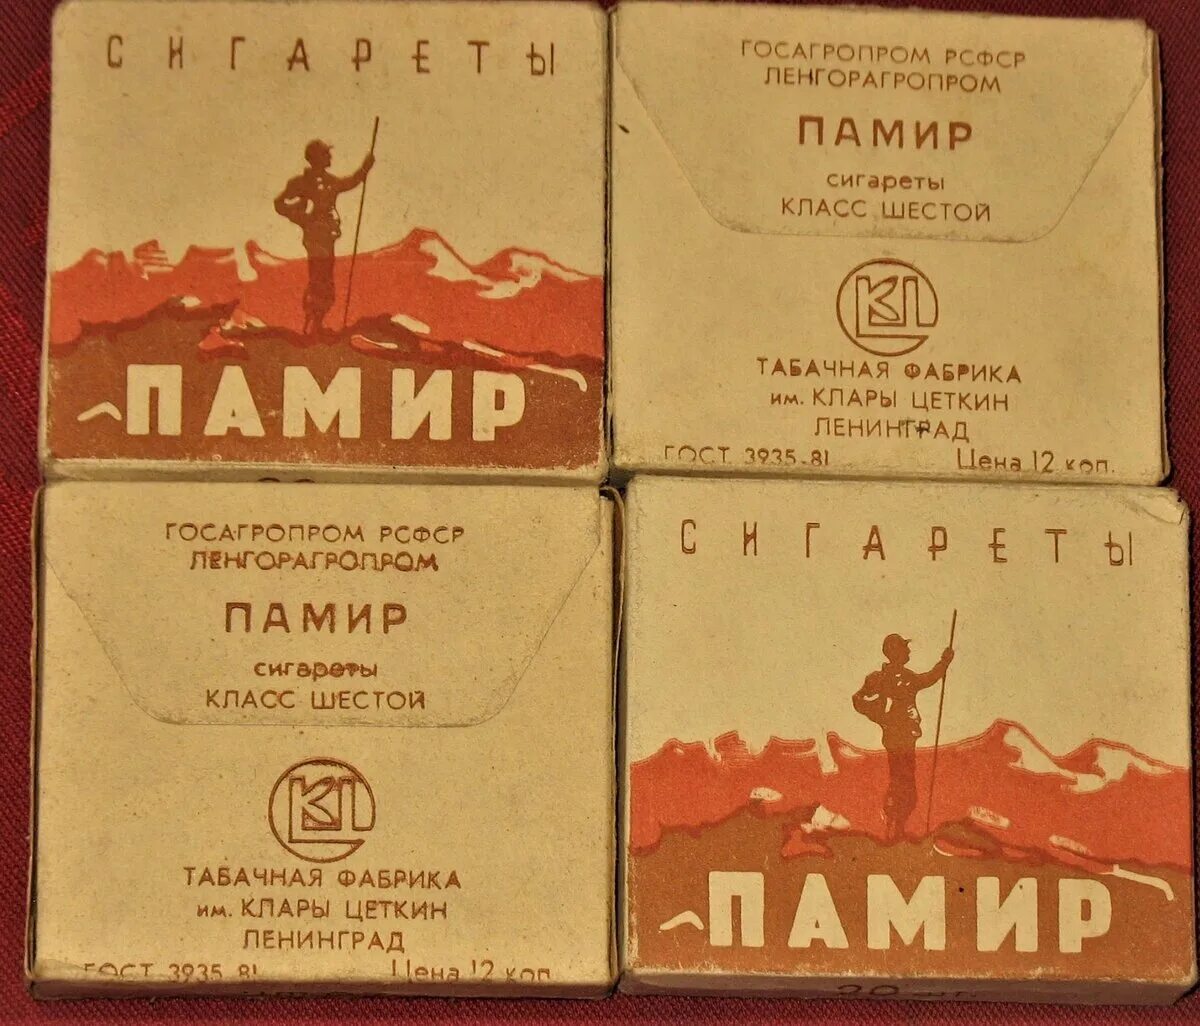 СИГАРЕТЫ
ПАМИР
ГОСАГРОПРОМ РСФСР
ЛЕНГОРАГРОПРОМ
ПАМИР
сигареты
КЛАСС ШЕСТОЙ
ТАБАЧНАЯ ФАБРИКА
им. КЛАРЫ ЦЕТКИН
ЛЕНИНГРАД
ГОСТ 3935-81 Цена 12 коп.
ГОСАГРОПРОМ РСФСР
ЛЕНГОРАГРОПРОМ
ПАМИР
сигареты
КЛАСС ШЕСТОЙ
ТАБАЧНАЯ ФАБРИКА
им. КЛАРЫ ЦЕТКИН
ЛЕНИНГРАД
ГОСТ 3935-81 Цена 12 коп
СИГАРЕТЫ
ПАМИР
20 шт.